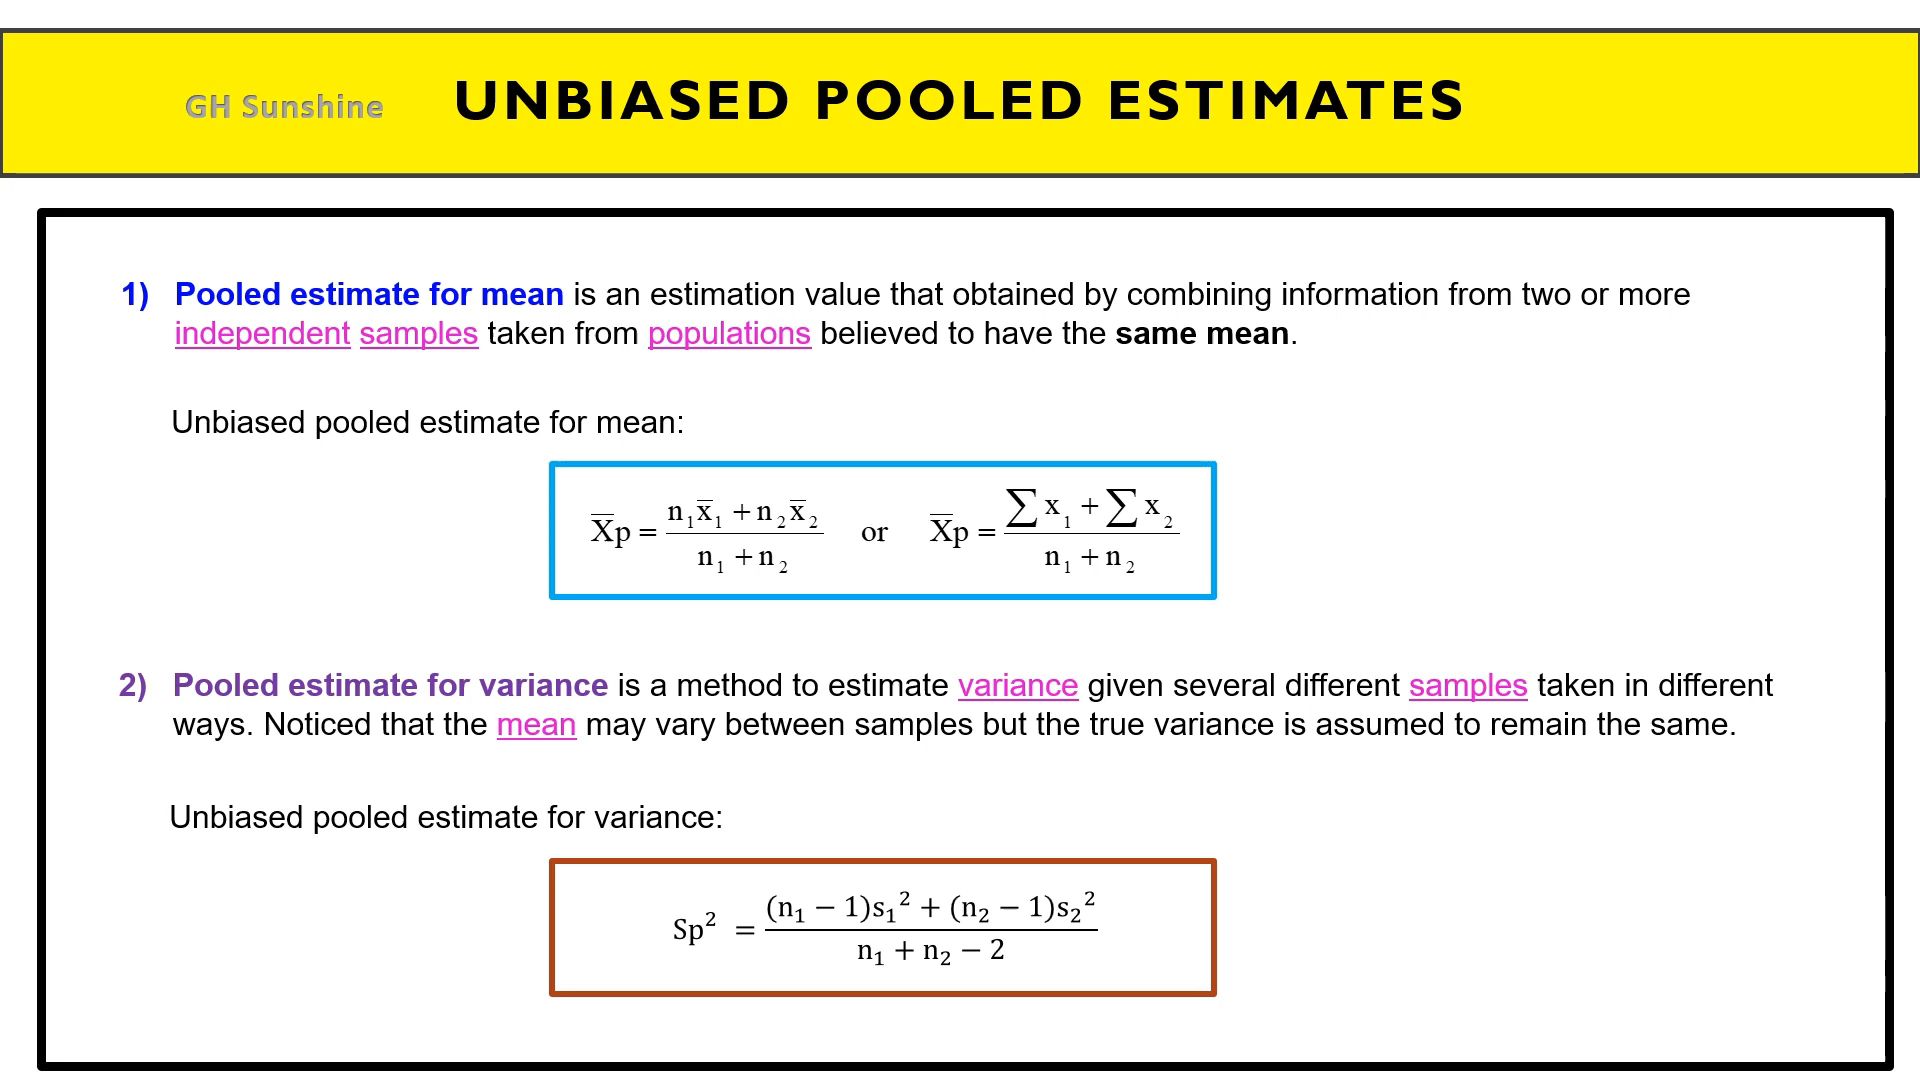 GH Sunshine UNBIASED POOLED ESTIMATES
1) Pooled estimate for mean is an estimation value that obtained by combining information from two or more
independent samples taken from populations believed to have the same mean.
Unbiased pooled estimate for mean:
X̅p = (n₁x̅₁ + n₂x̅₂)/(n₁ + n₂) or X̅p = (∑x₁ + ∑x₂)/(n₁ + n₂)
2) Pooled estimate for variance is a method to estimate variance given several different samples taken in different
ways. Noticed that the mean may vary between samples but the true variance is assumed to remain the same.
Unbiased pooled estimate for variance:
Sp² = ((n₁ − 1)s₁² + (n₂ − 1)s₂²)/(n₁ + n₂ − 2)